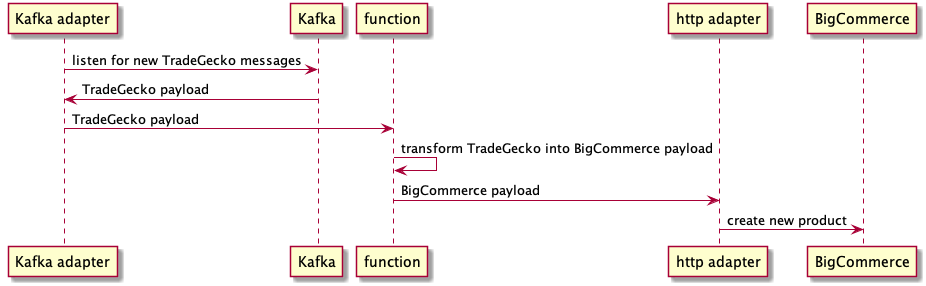 Kafka adapter Kafka function http adapter BigCommerce
listen for new TradeGecko messages
TradeGecko payload
TradeGecko payload
transform TradeGecko into BigCommerce payload
BigCommerce payload
create new product
Kafka adapter Kafka function http adapter BigCommerce